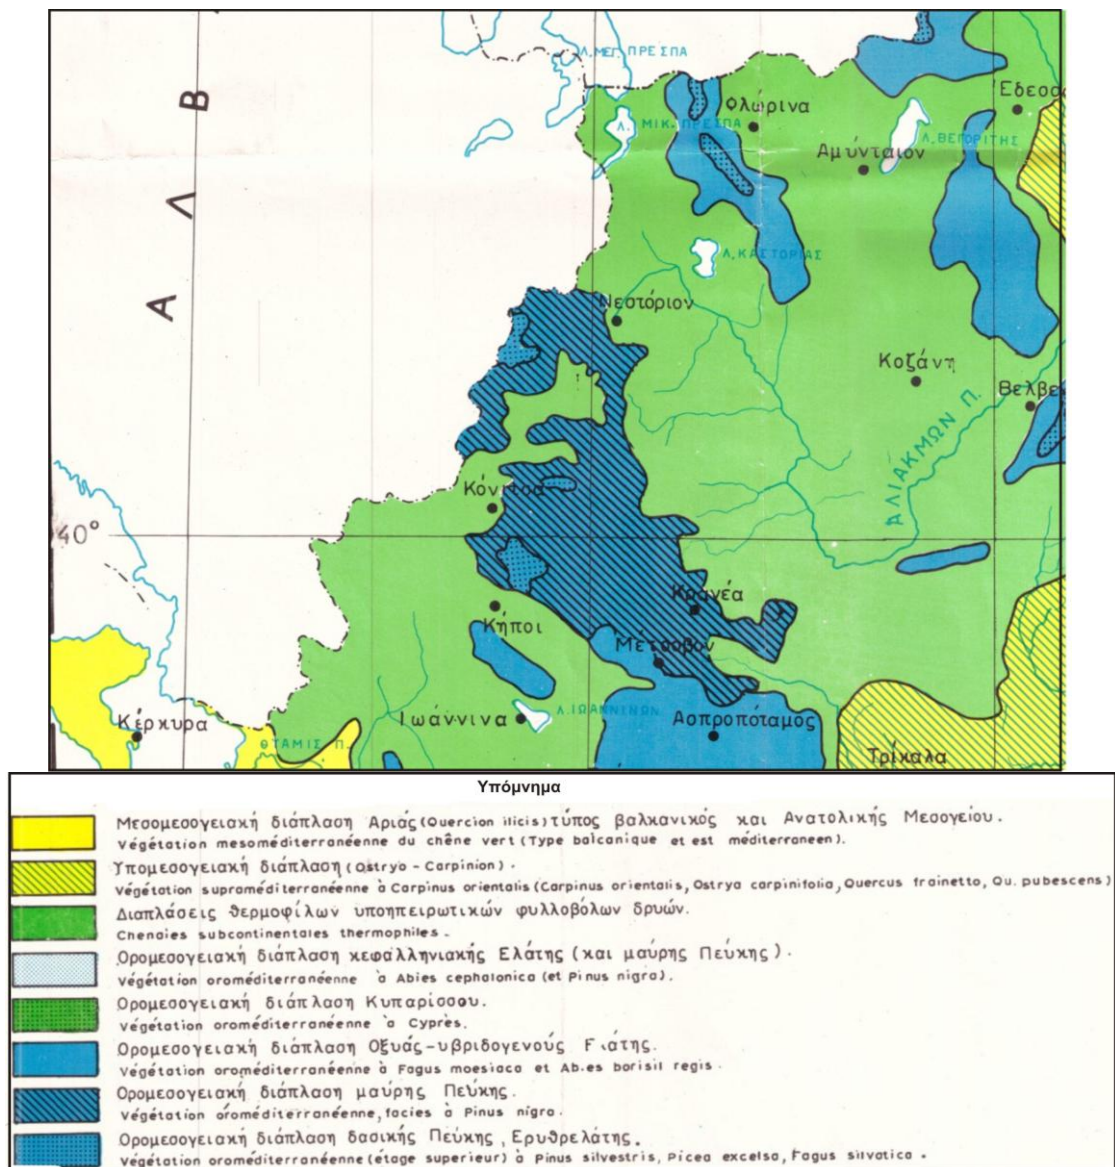 Λ. ΜΕΓ. ΠΡΕΣΠΑ
Α Λ Β
Φλωρινα
Λ. ΜΙΚ. ΠΡΕΣΠΑ
Εδεσσ
Αμύνταιον
Λ. ΒΕΓΟΡΙΤΗΣ
Λ. ΚΑΣΤΟΡΙΑΣ
Νεστόριον
Κοζάνη
Βελβε
ΑΛΙΑΚΜΩΝ Π.
Κόνιτσα
40°
Κρανέα
Κήποι
Μέτσοβον
Κέρκυρα
Ιωάννινα
Λ. ΙΩΑΝΝΙΝΩΝ
Ασπροπόταμος
ΘΥΑΜΙΣ Π.
Τρίκαλα
Υπόμνημα
Μεσομεσογειακή διάπλαση Αριάς (Quercion ilicis) τύπος βαλκανικός και Ανατολικής Μεσογείου.
Végétation mesoméditerranéenne du chêne vert (Type balcanique et est méditerraneen).
Υπομεσογειακή διάπλαση (Ostryo - Carpinion).
Végétation supraméditerranéenne à Carpinus orientalis (Carpinus orientalis, Ostrya carpinifolia, Quercus frainetto, Qu. pubescens)
Διαπλάσεις θερμοφίλων υποηπειρωτικών φυλλοβόλων δρυών.
Chenaies subcontinentales thermophiles.
Ορομεσογειακή διάπλαση κεφαλληνιακής Ελάτης (και μαύρης Πεύκης).
Végétation oroméditerranéenne à Abies cephalonica (et Pinus nigra).
Ορομεσογειακή διάπλαση Κυπαρίσσου.
Végétation oroméditerranéenne à Cyprès.
Ορομεσογειακή διάπλαση Οξυάς-υβριδογενούς Ελάτης.
Végétation oroméditerranéenne à Fagus moesiaca et Abies borisii regis.
Ορομεσογειακή διάπλαση μαύρης Πεύκης.
Végétation oroméditerranéenne, facies à Pinus nigra.
Ορομεσογειακή διάπλαση δασικής Πεύκης, Ερυθρελάτης.
Végétation oroméditerranéenne (étage superieur) à Pinus silvestris, Picea excelsa, Fagus silvatica.